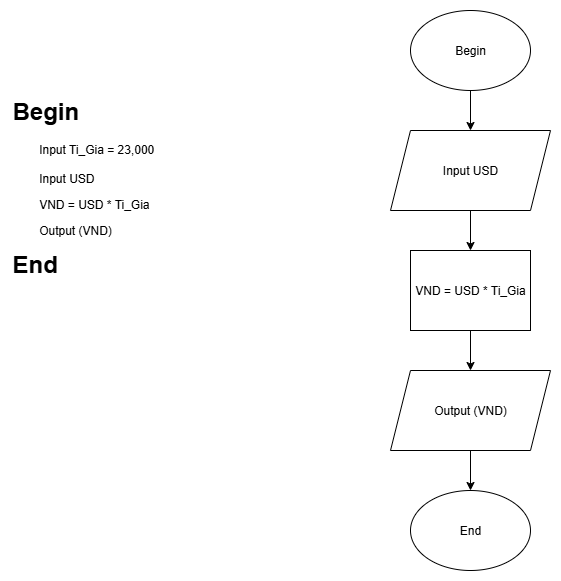 Begin
Input Ti_Gia = 23,000
Input USD
VND = USD * Ti_Gia
Output (VND)
End
Begin
Input USD
VND = USD * Ti_Gia
Output (VND)
End